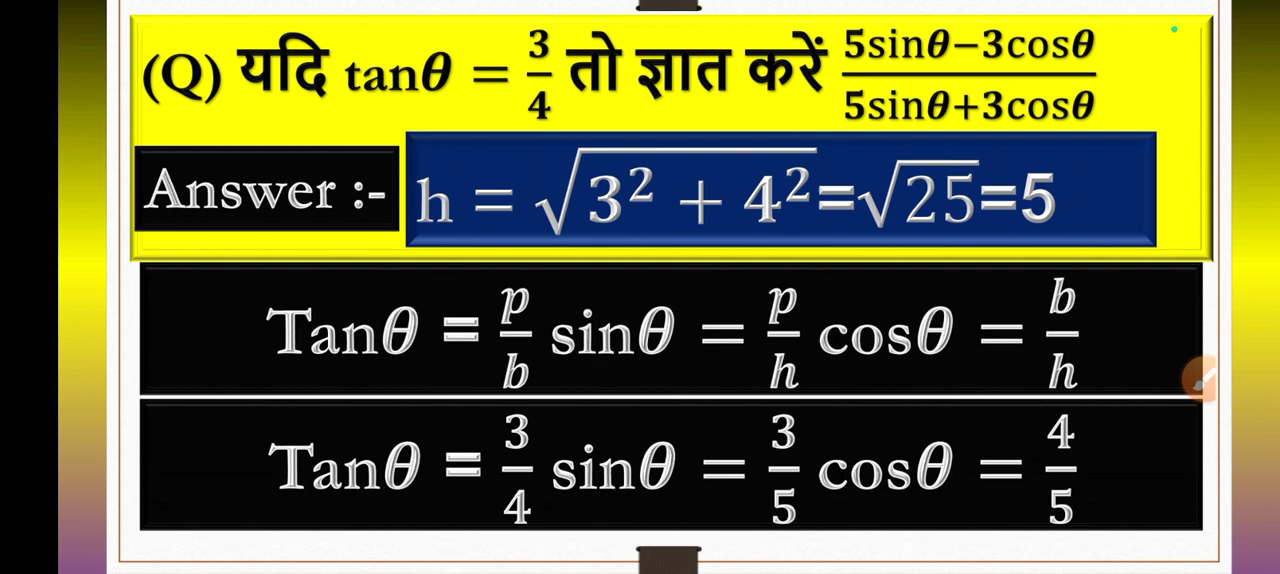 (Q) यदि tanθ = 3/4 तो ज्ञात करें (5sinθ−3cosθ)/(5sinθ+3cosθ)
Answer :- h = √(3² + 4²)=√25=5
Tanθ = p/b sinθ = p/h cosθ = b/h
Tanθ = 3/4 sinθ = 3/5 cosθ = 4/5